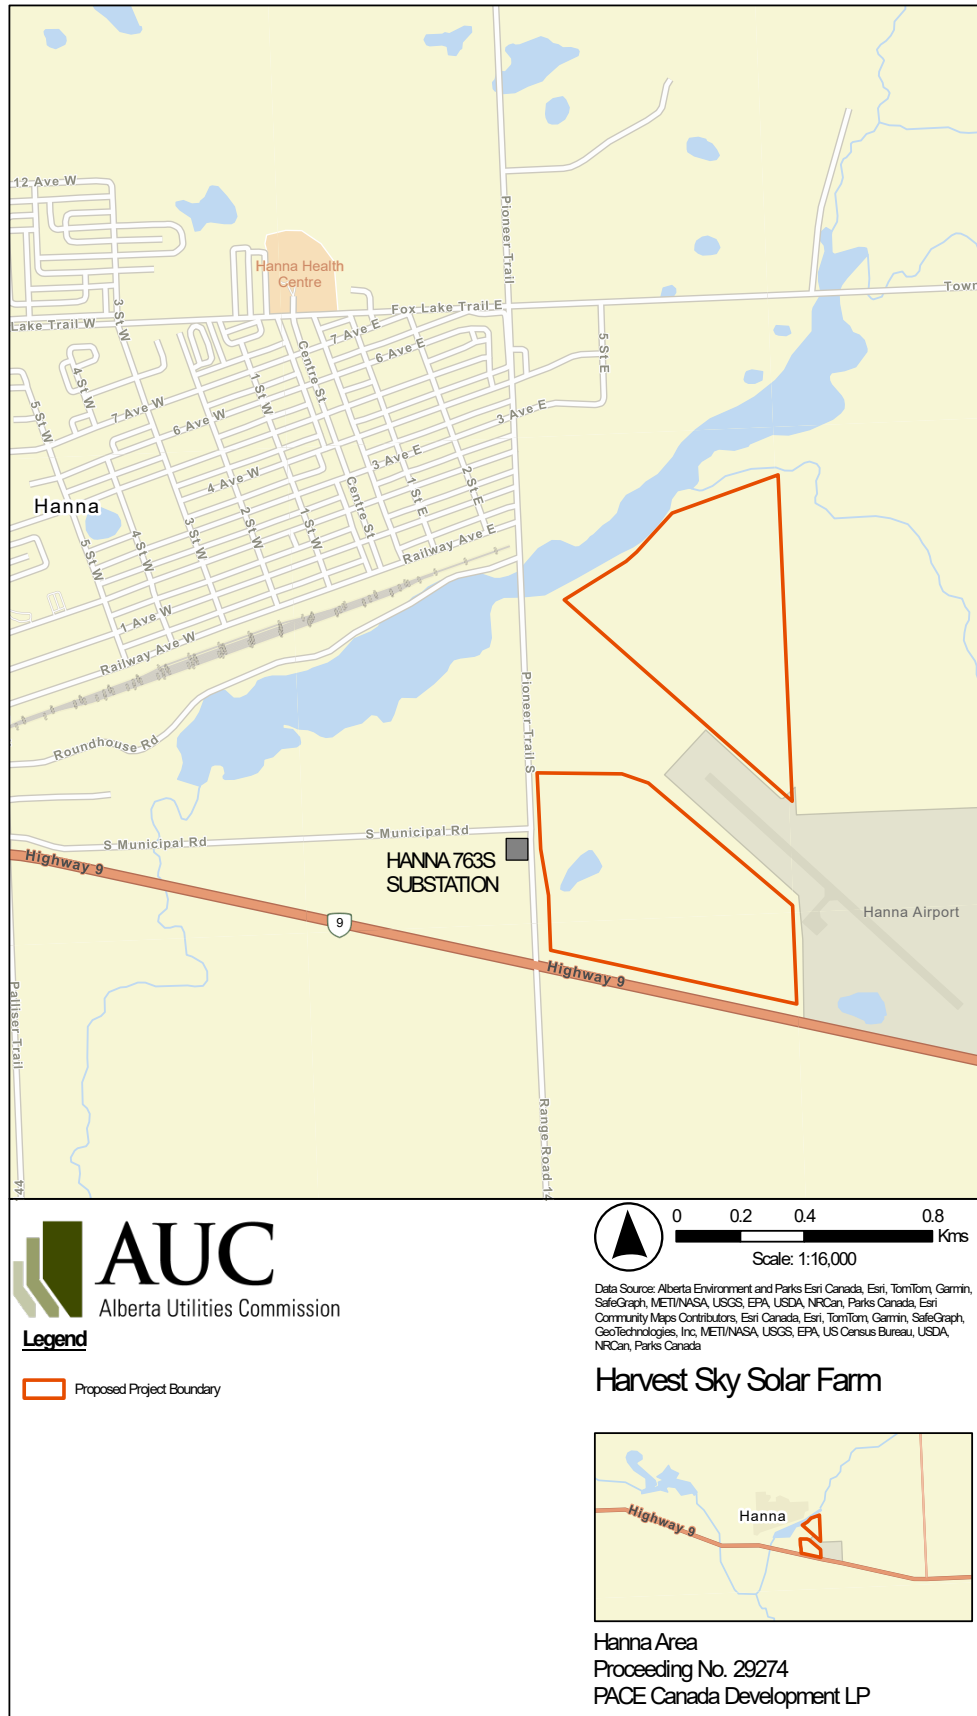 12 Ave W
Pioneer Trail
Hanna Health
Centre
3 St W
Fox Lake Trail E
Town
Lake Trail W
7 Ave E
6 Ave E
Centre St
5 St E
4 St W
1 St W
5 St W
7 Ave W
6 Ave W
3 Ave E
3 Ave E
4 Ave W
2 St E
1 St E
Centre St
Hanna
5 St W
4 St W
3 St W
2 St W
1 St W
Railway Ave E
1 Ave W
Railway Ave W
Roundhouse Rd
Pioneer Trail S
S Municipal Rd
S Municipal Rd
HANNA 763S
SUBSTATION
Highway 9
9
Highway 9
Hanna Airport
Palliser Trail
Range Road 14
144
AUC
Alberta Utilities Commission
Legend
Proposed Project Boundary
0 0.2 0.4 0.8
Kms
Scale: 1:16,000
Data Source: Alberta Environment and Parks Esri Canada, Esri, TomTom, Garmin,
SafeGraph, METI/NASA, USGS, EPA, USDA, NRCan, Parks Canada, Esri
Community Maps Contributors, Esri Canada, Esri, TomTom, Garmin, SafeGraph,
GeoTechnologies, Inc, METI/NASA, USGS, EPA, US Census Bureau, USDA,
NRCan, Parks Canada
Harvest Sky Solar Farm
Highway 9
Hanna
Hanna Area
Proceeding No. 29274
PACE Canada Development LP